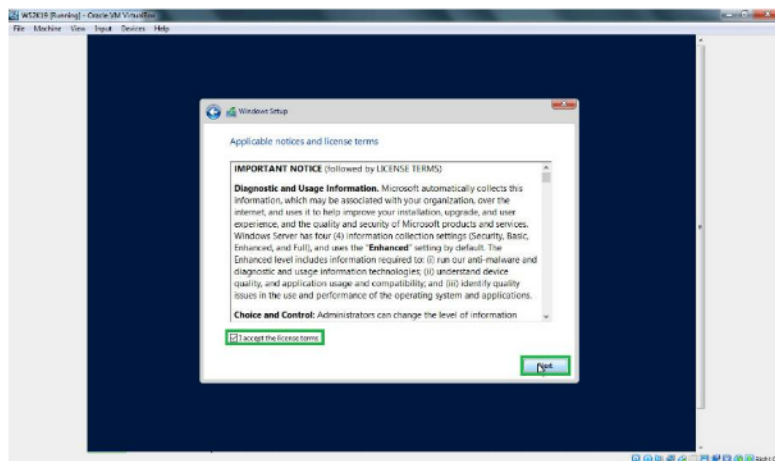 WS2K19 [Running] - Oracle VM VirtualBox
File Machine View Input Devices Help
Windows Setup
Applicable notices and license terms
IMPORTANT NOTICE (followed by LICENSE TERMS)
Diagnostic and Usage Information. Microsoft automatically collects this
information, which may be associated with your organization, over the
internet, and uses it to help improve your installation, upgrade, and user
experience, and the quality and security of Microsoft products and services.
Windows Server has four (4) information collection settings (Security, Basic,
Enhanced, and Full), and uses the "Enhanced" setting by default. The
Enhanced level includes information required to: (i) run our anti-malware and
diagnostic and usage information technologies; (ii) understand device
quality, and application usage and compatibility; and (iii) identify quality
issues in the use and performance of the operating system and applications.
Choice and Control: Administrators can change the level of information
I accept the license terms
Next
Right